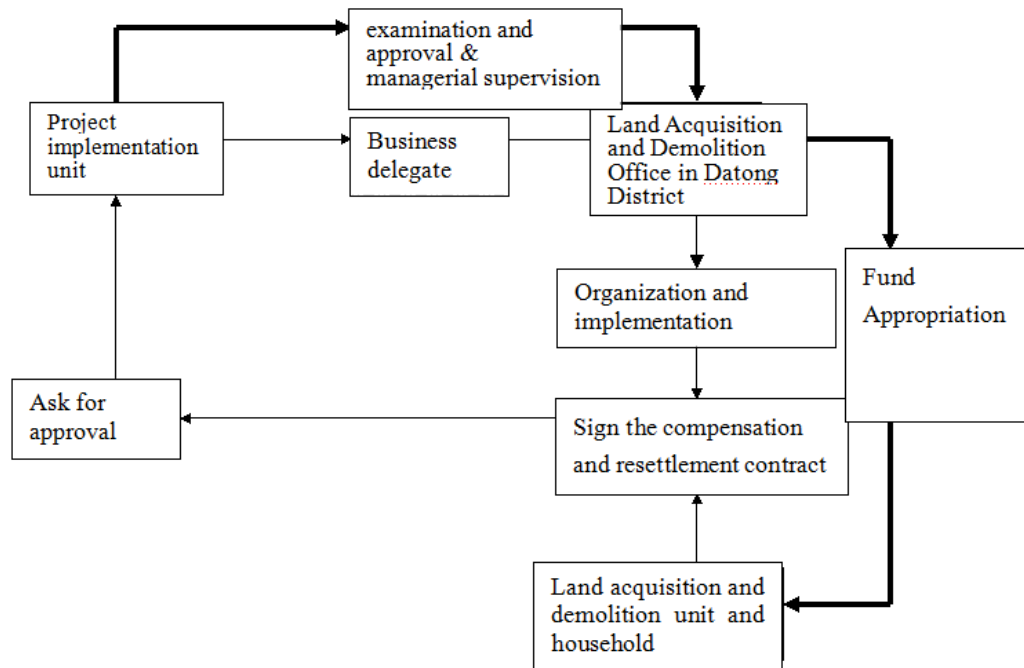 examination and
approval &
managerial supervision
Project
implementation
unit
Business
delegate
Land Acquisition
and Demolition
Office in Datong
District
Organization and
implementation
Fund
Appropriation
Ask for
approval
Sign the compensation
and resettlement contract
Land acquisition and
demolition unit and
household